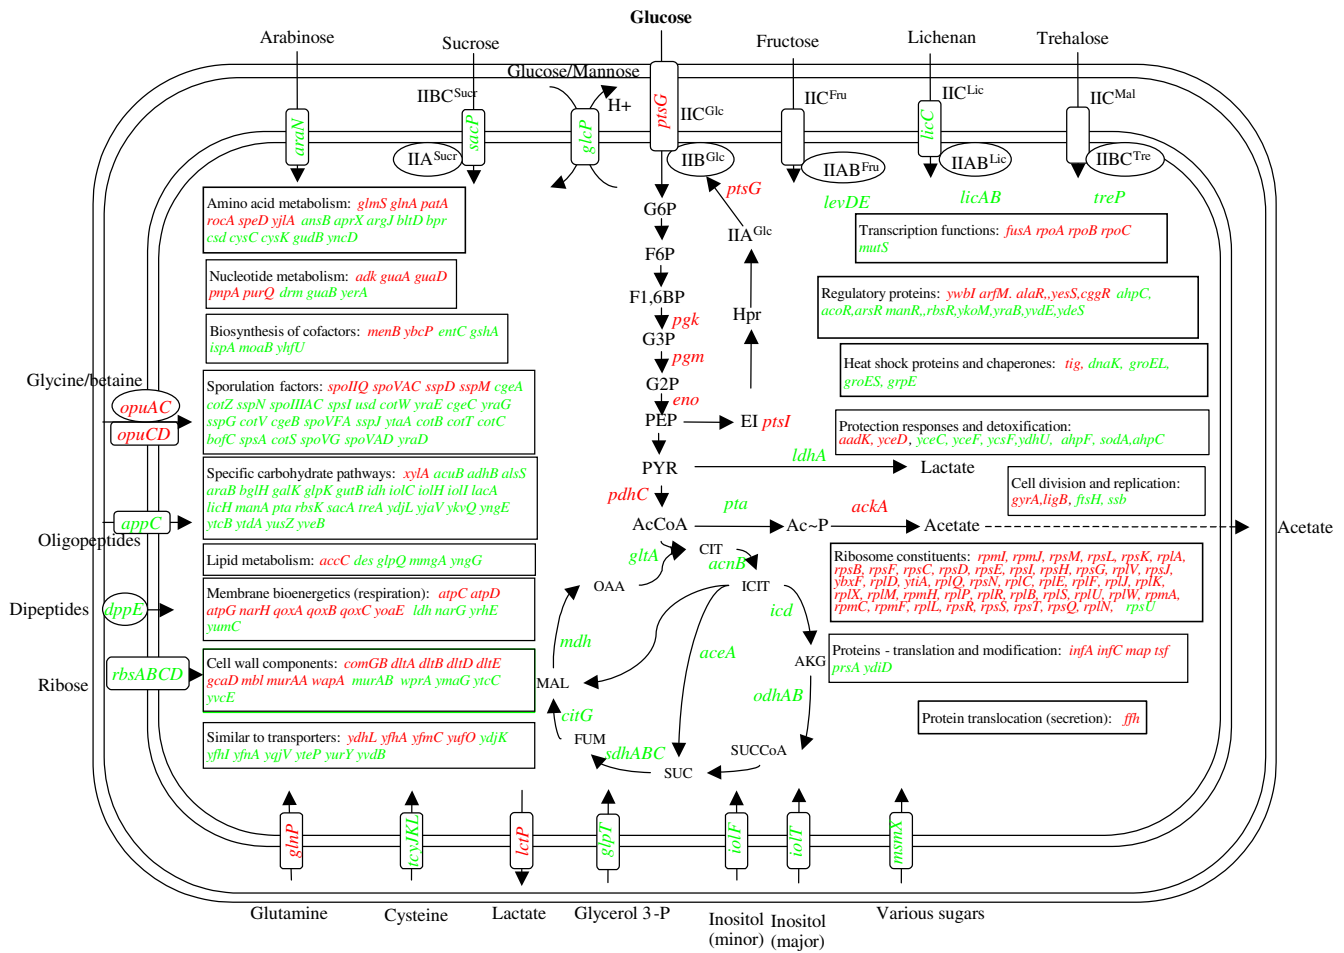 Glucose
Arabinose
Sucrose
Glucose/Mannose
Fructose
Lichenan
Trehalose
IIBC^Sucr
H+
IIC^Glc
IIC^Fru
IIC^Lic
IIC^Mal
araN
sacP
glcP
ptsG
licC
IIA^Sucr
IIB^Glc
IIAB^Fru
IIAB^Lic
IIBC^Tre
ptsG
levDE
licAB
treP
Amino acid metabolism: glmS glnA patA
rocA speD yjlA ansB aprX argJ bltD bpr
csd cysC cysK gudB yncD
Nucleotide metabolism: adk guaA guaD
pnpA purQ drm guaB yerA
Biosynthesis of cofactors: menB ybcP entC gshA
ispA moaB yhfU
Sporulation factors: spoIIQ spoVAC sspD sspM cgeA
cotZ sspN spoIIIAC spsI usd cotW yraE cgeC yraG
sspG cotV cgeB spoVFA sspJ ytaA cotB cotT cotC
bofC spsA cotS spoVG spoVAD yraD
Specific carbohydrate pathways: xylA acuB adhB alsS
araB bglH galK glpK gutB idh iolC iolH iolI lacA
licH manA pta rbsK sacA treA ydjL yjaV ykvQ yngE
ytcB ytdA yusZ yveB
Lipid metabolism: accC des glpQ mmgA yngG
Membrane bioenergetics (respiration): atpC atpD
atpG narH qoxA qoxB qoxC yoaE ldh narG yrhE
yumC
Cell wall components: comGB dltA dltB dltD dltE
gcaD mbl murAA wapA murAB wprA ymaG ytcC
yvcE
Similar to transporters: ydhL yfhA yfmC yufO ydjK
yfhI yfnA yqjV yteP yurY yvdB
Glycine/betaine
opuAC
opuCD
appC
Oligopeptides
Dipeptides
dppE
rbsABCD
Ribose
G6P
F6P
F1,6BP
pgk
G3P
pgm
G2P
eno
PEP
EI ptsI
IIA^Glc
Hpr
PYR
ldhA
Lactate
pdhC
pta
ackA
AcCoA
Ac~P
Acetate
Acetate
gltA
CIT
acnB
OAA
ICIT
icd
mdh
aceA
AKG
MAL
odhAB
citG
FUM
sdhABC
SUCCoA
SUC
Transcription functions: fusA rpoA rpoB rpoC
mutS
Regulatory proteins: ywbI arfM. alaR,,yesS,cggR ahpC,
acoR,arsR manR,,rbsR,ykoM,yraB,yvdE,ydeS
Heat shock proteins and chaperones: tig, dnaK, groEL,
groES, grpE
Protection responses and detoxification:
aadK, yceD, yceC, yceF, ycsF,ydhU, ahpF, sodA,ahpC
Cell division and replication:
gyrA,ligB, ftsH, ssb
Ribosome constituents: rpmI, rpmJ, rpsM, rpsL, rpsK, rplA,
rpsB, rpsF, rpsC, rpsD, rpsE, rpsI, rpsH, rpsG, rplV, rpsJ,
ybxF, rplD, ytiA, rplQ, rpsN, rplC, rplE, rplF, rplJ, rplK,
rplX, rplM, rpmH, rplP, rplR, rplB, rplS, rplU, rplW, rpmA,
rpmC, rpmF, rplL, rpsR, rpsS, rpsT, rpsQ, rplN, rpsU
Proteins - translation and modification: infA infC map tsf
prsA ydiD
Protein translocation (secretion): ffh
glnP
tcyJKL
lctP
glpT
iolF
iolT
msmX
Glutamine
Cysteine
Lactate
Glycerol 3-P
Inositol
(minor)
Inositol
(major)
Various sugars